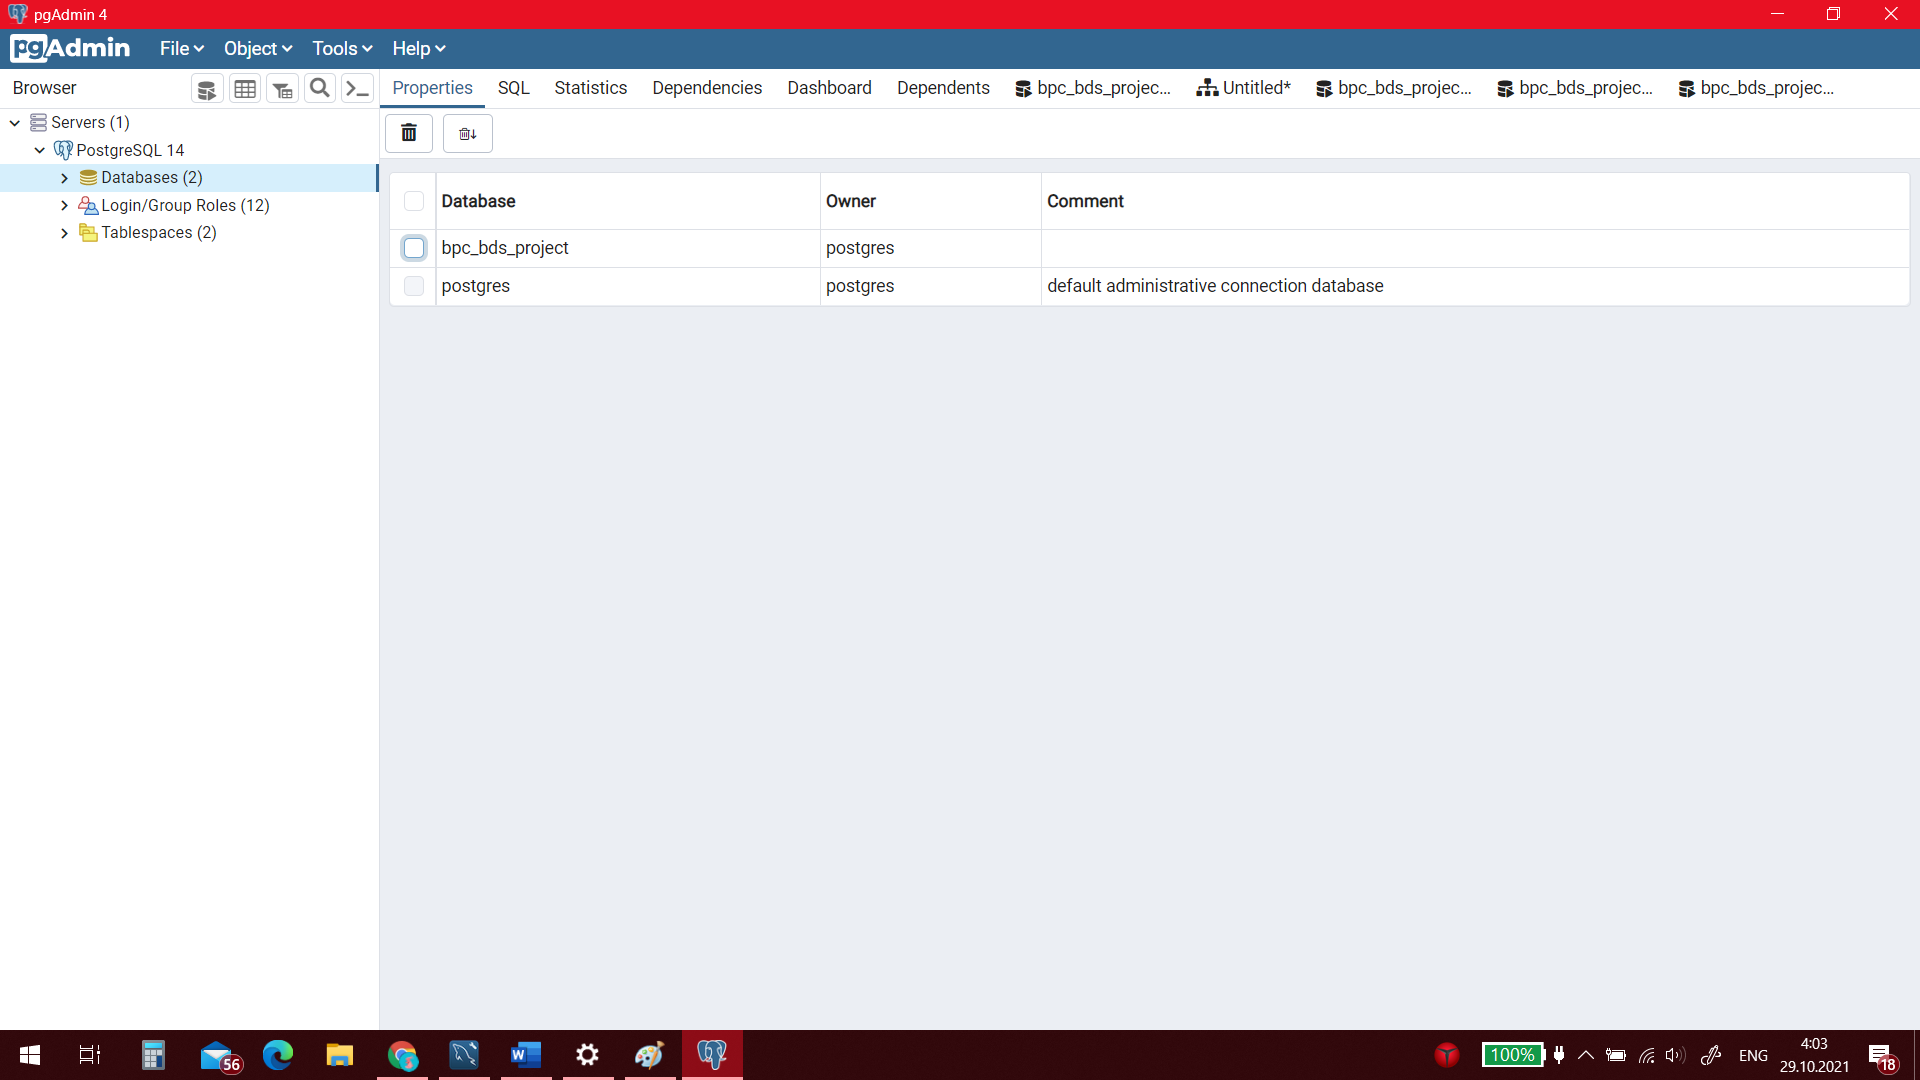 pgAdmin 4
pgAdmin File Object Tools Help
Browser
Properties SQL Statistics Dependencies Dashboard Dependents bpc_bds_projec... Untitled* bpc_bds_projec... bpc_bds_projec... bpc_bds_projec...
Servers (1)
PostgreSQL 14
Databases (2)
Login/Group Roles (12)
Tablespaces (2)
Database Owner Comment
bpc_bds_project postgres
postgres postgres default administrative connection database
56
W
100%
ENG
4:03
29.10.2021
18